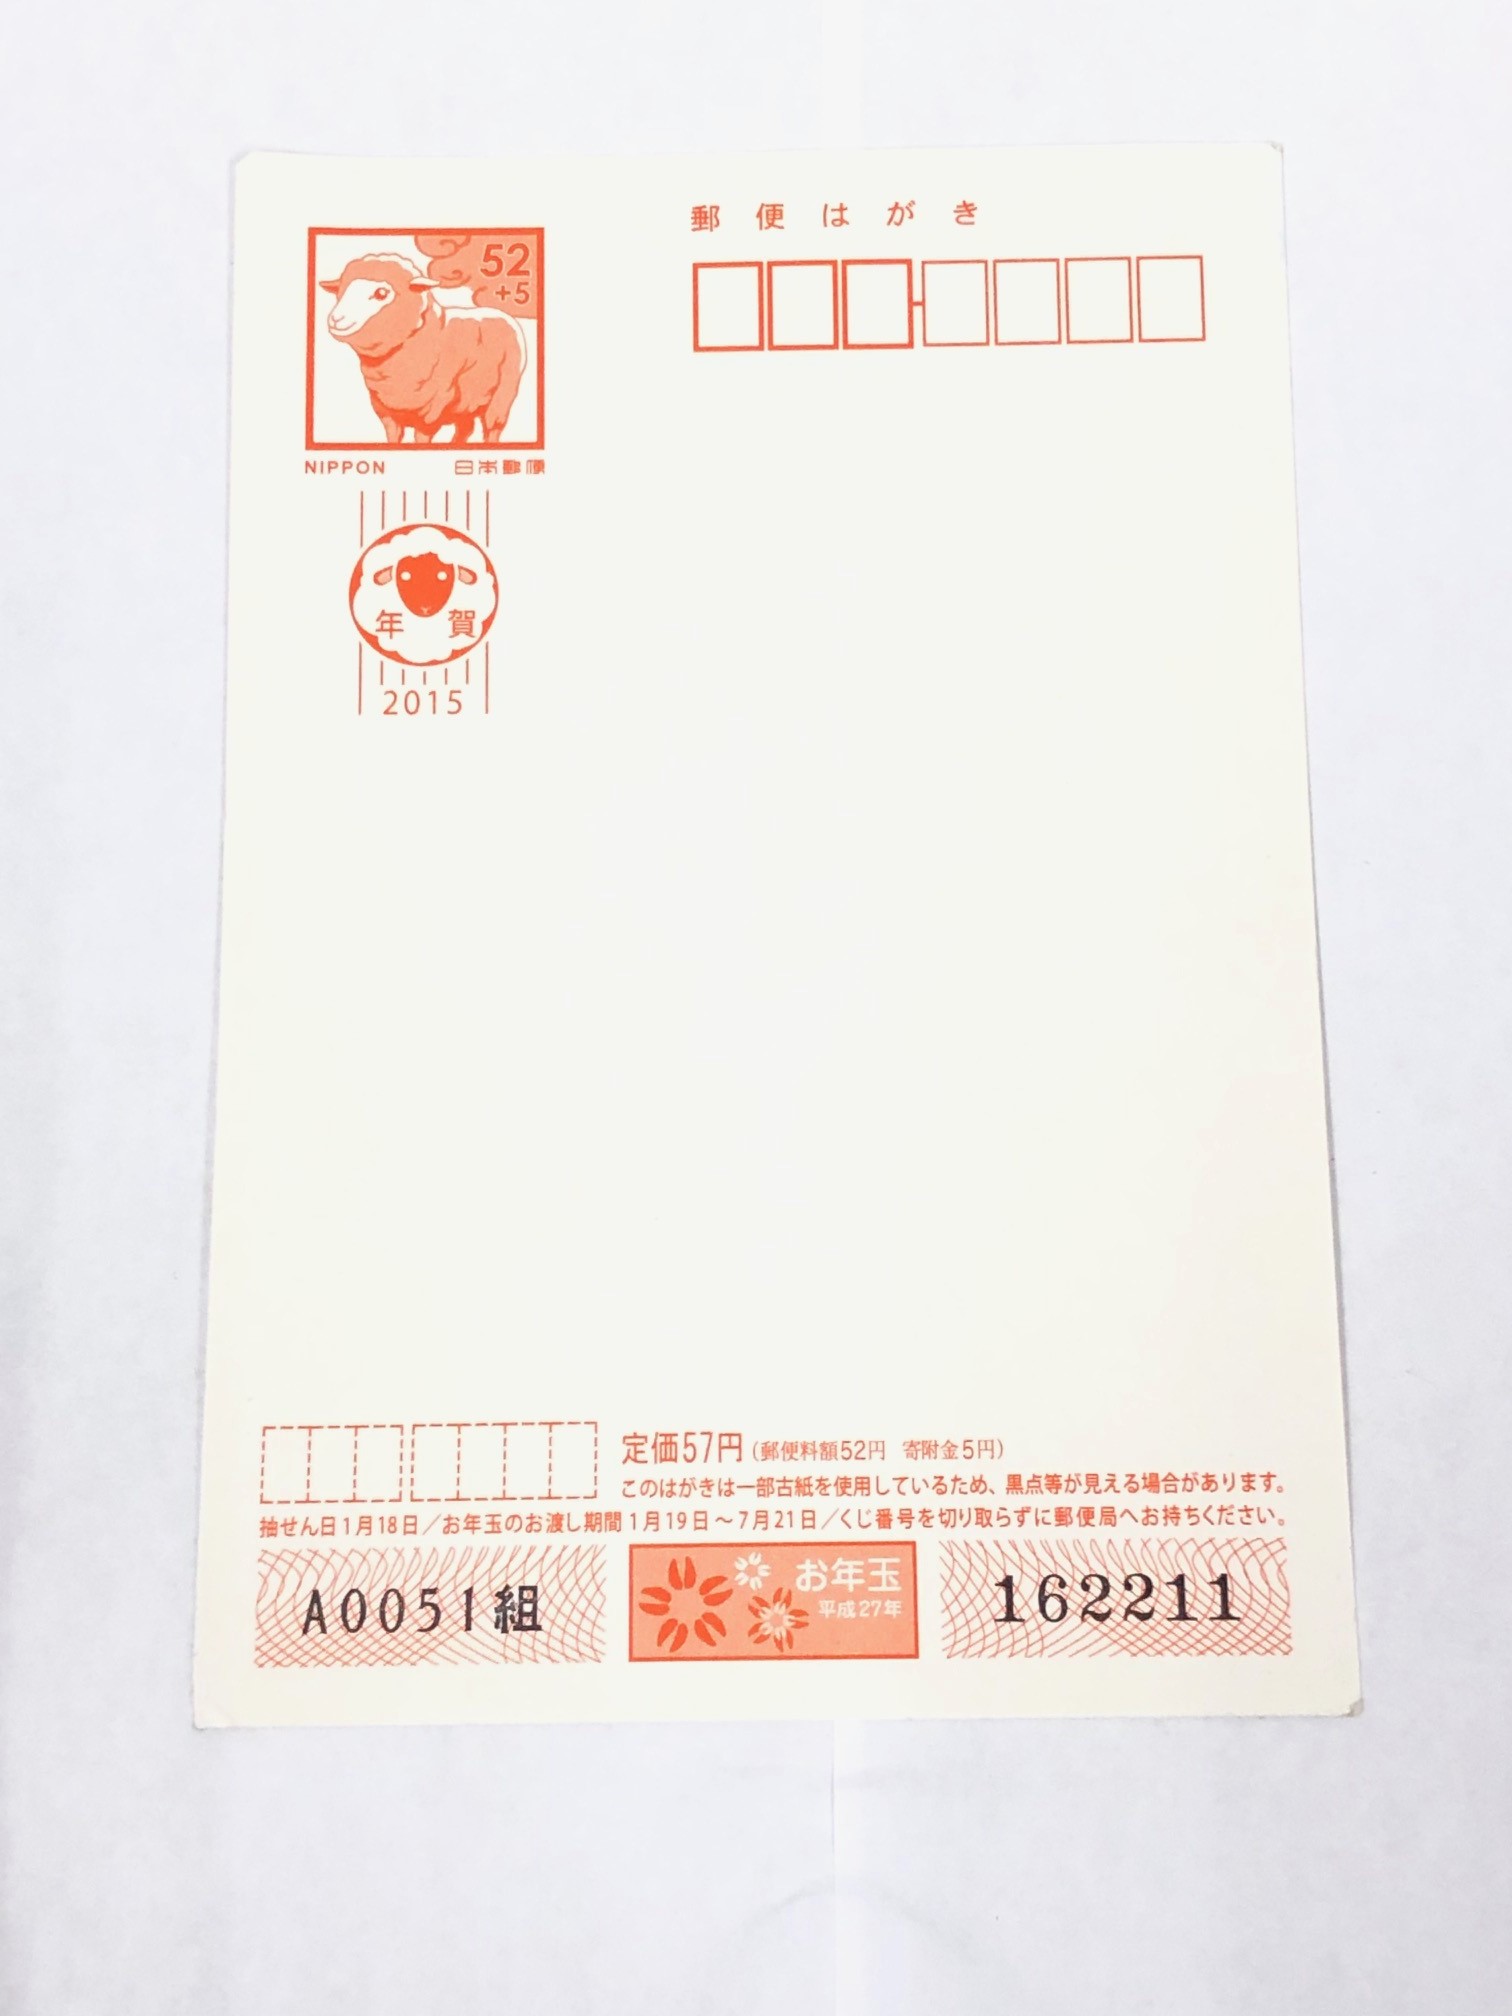 郵便はがき
52
+5
NIPPON 日本郵便
年賀
2015
定価57円(郵便料額52円 寄附金5円)
このはがきは一部古紙を使用しているため、黒点等が見える場合があります。
抽せん日1月18日/お年玉のお渡し期間1月19日~7月21日/くじ番号を切り取らずに郵便局へお持ちください。
A0051組
お年玉
平成27年
162211